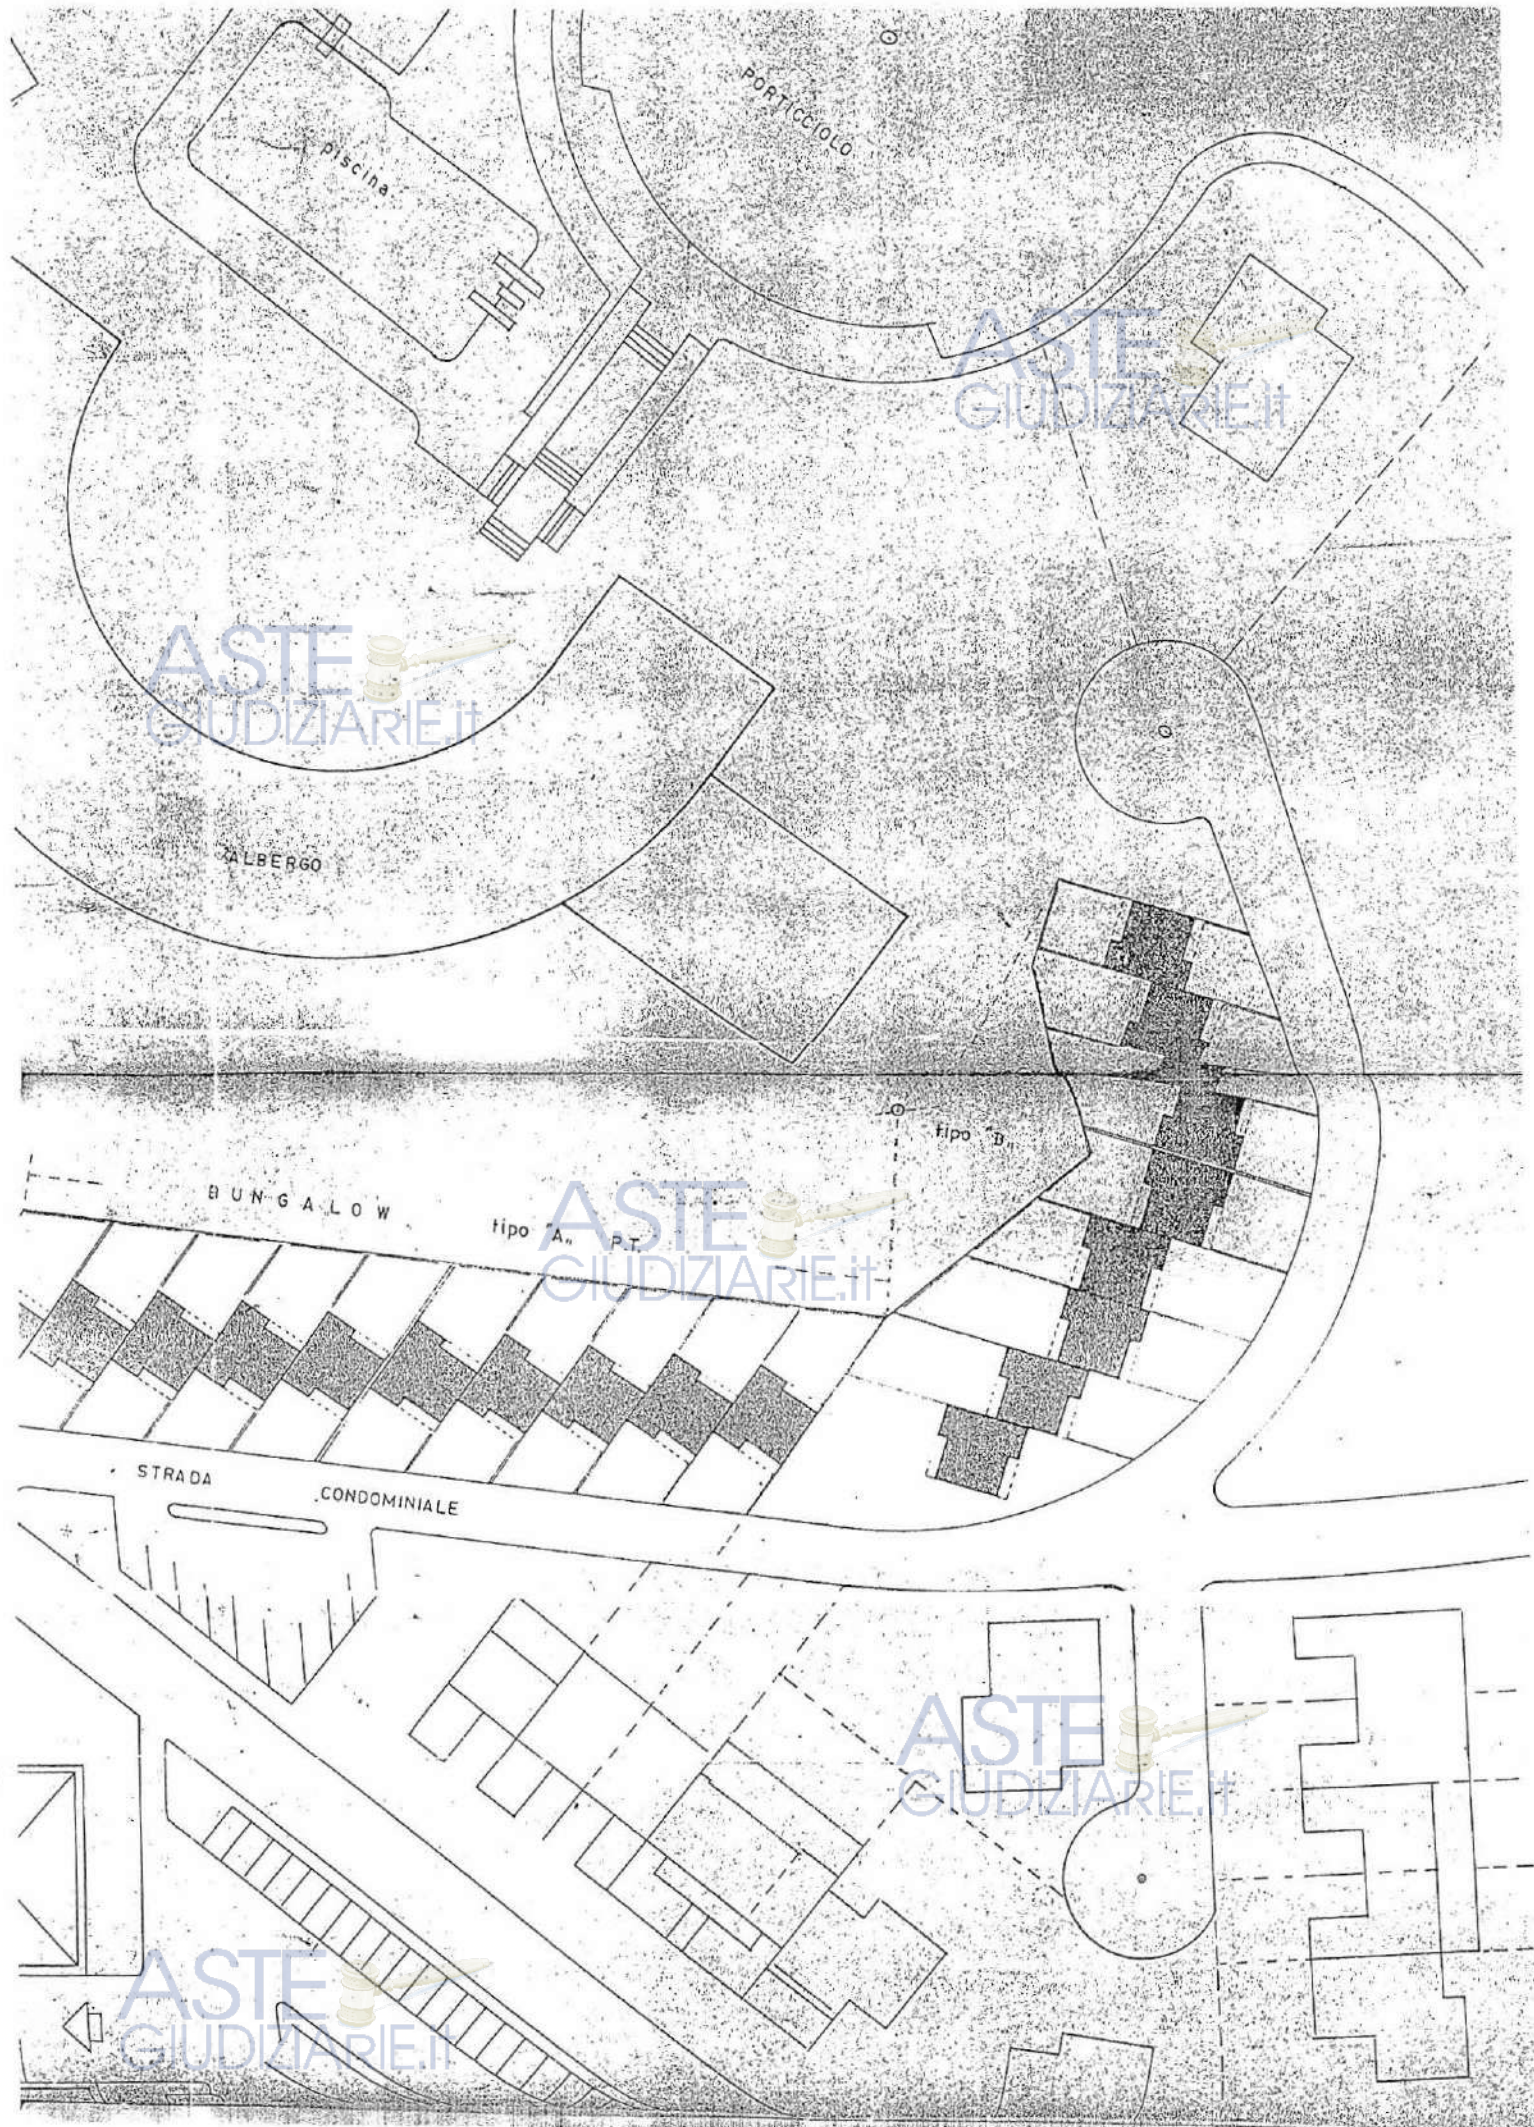 PORTICCIOLO
piscina
ASTE
GIUDIZIARIE.it
ASTE
GIUDIZIARIE.it
ALBERGO
tipo "B"
BUNGALOW tipo "A" P.T.
ASTE
GIUDIZIARIE.it
STRADA CONDOMINIALE
ASTE
GIUDIZIARIE.it
ASTE
GIUDIZIARIE.it